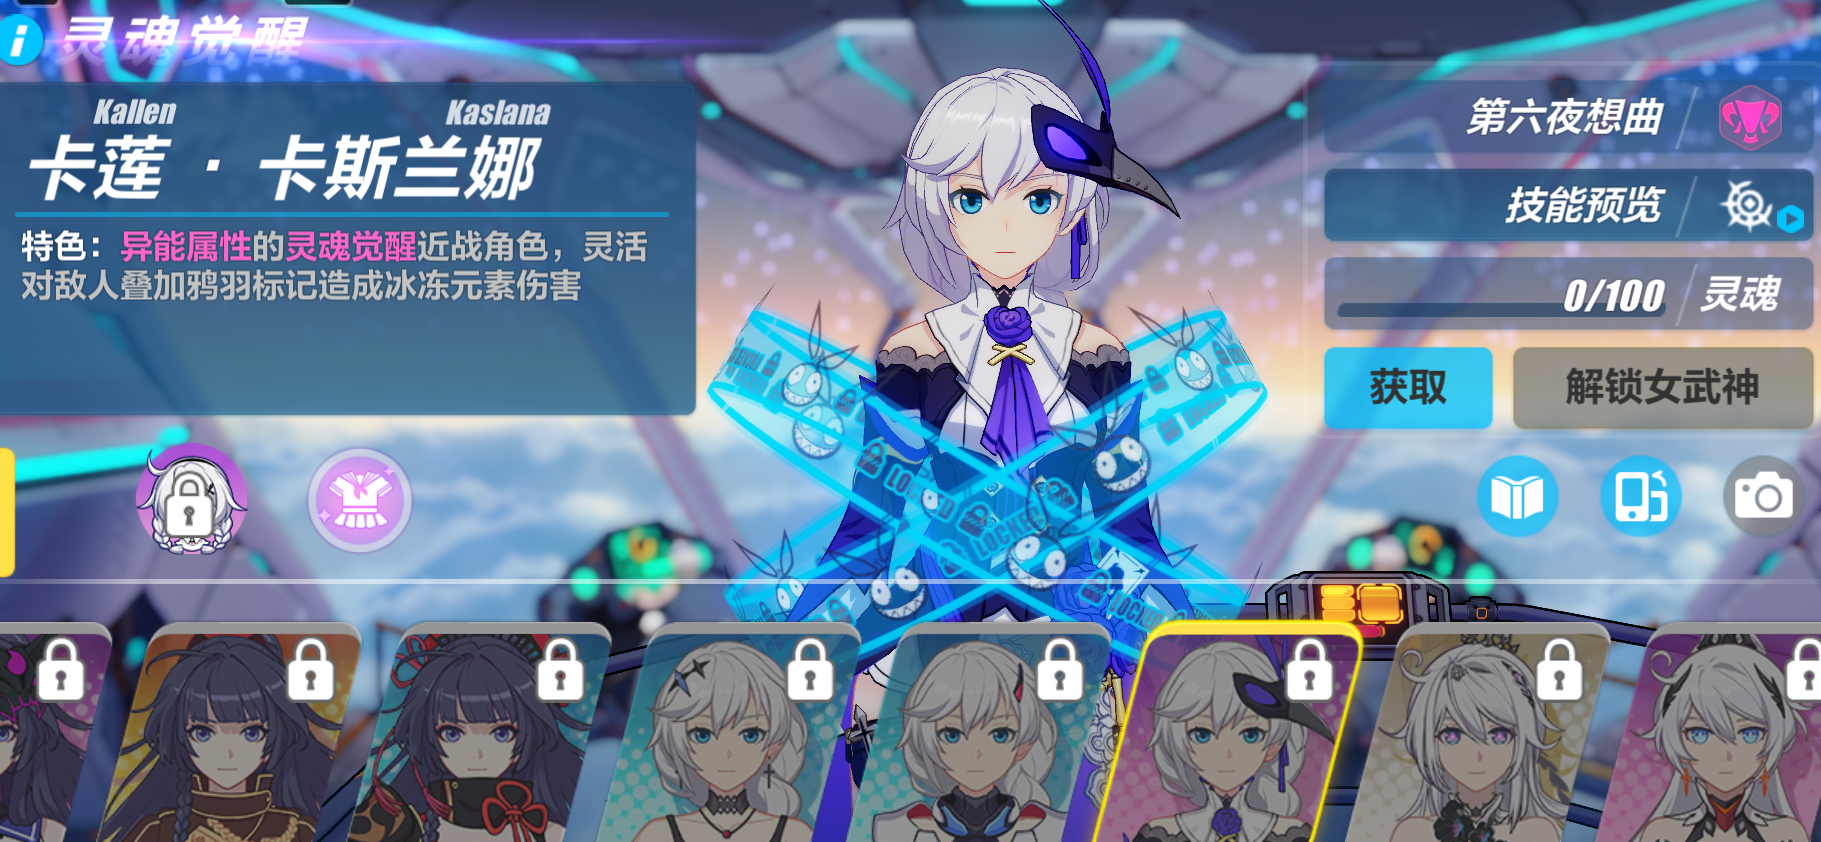 灵魂觉醒
Kallen Kaslana
卡莲·卡斯兰娜
特色：异能属性的灵魂觉醒近战角色，灵活
对敌人叠加鸦羽标记造成冰冻元素伤害
第六夜想曲
技能预览
0/100 灵魂
获取
解锁女武神
LOCKED
LOCKED
LOCKED